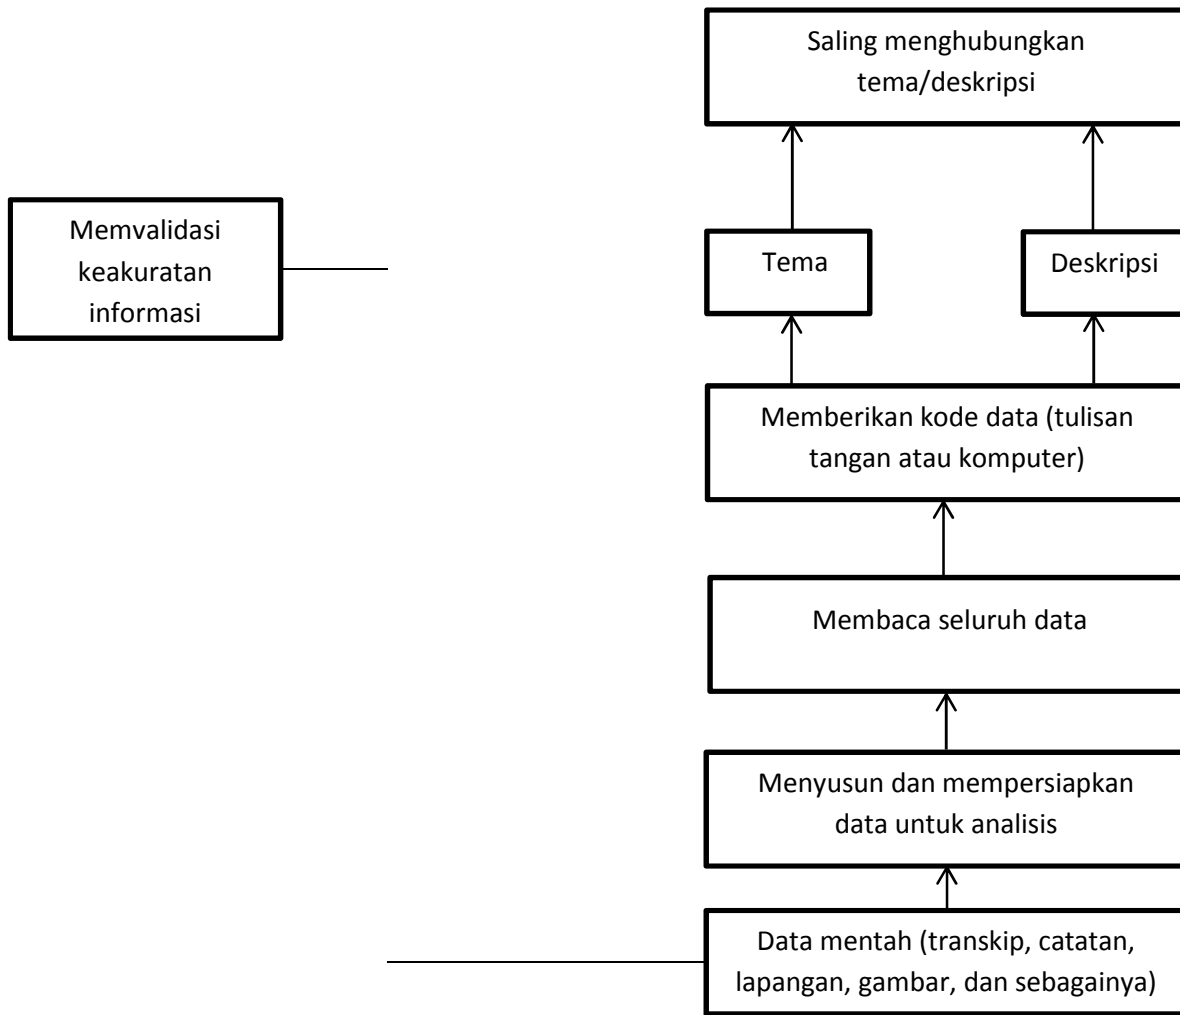 Saling menghubungkan
tema/deskripsi
Memvalidasi
keakuratan
informasi
Tema
Deskripsi
Memberikan kode data (tulisan
tangan atau komputer)
Membaca seluruh data
Menyusun dan mempersiapkan
data untuk analisis
Data mentah (transkip, catatan,
lapangan, gambar, dan sebagainya)